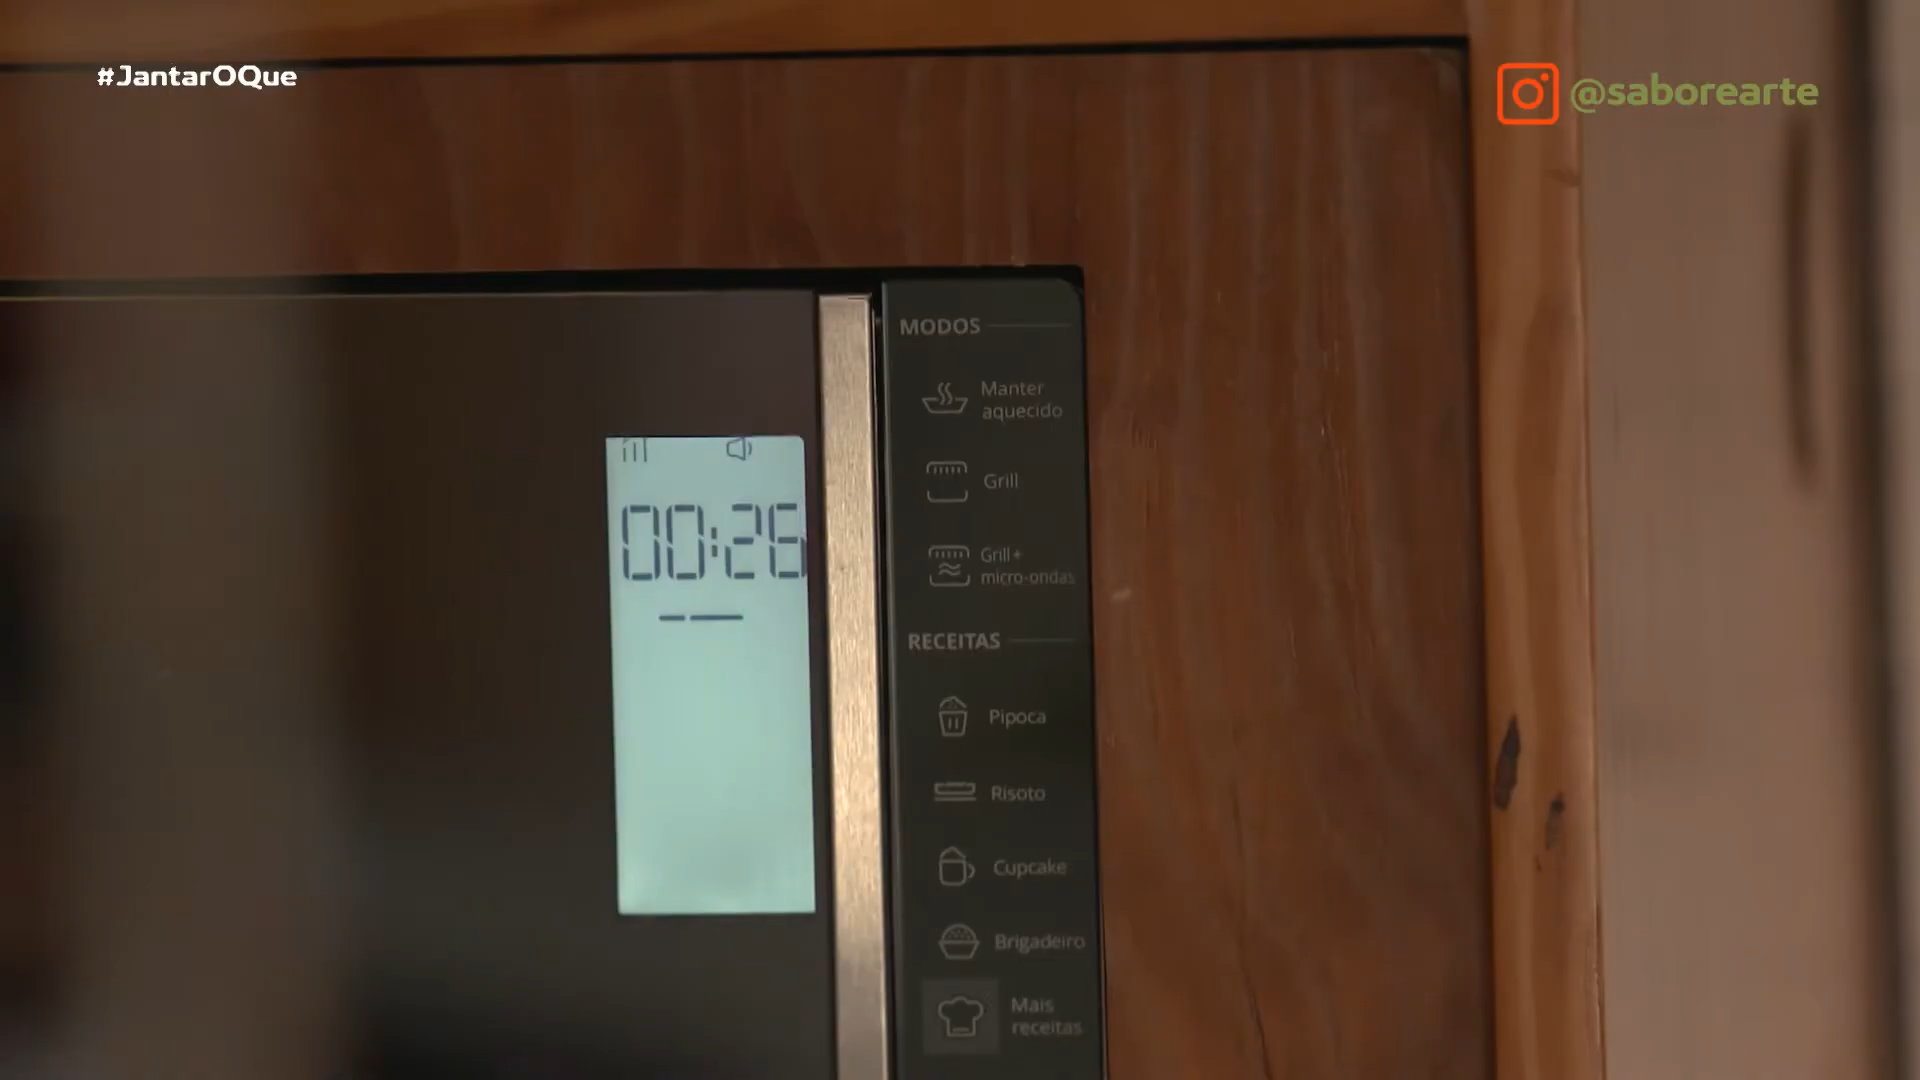 #JantarOQue
@saborearte
MODOS
Manter
aquecido
Grill
Grill+
micro-ondas
00:26
RECEITAS
Pipoca
Risoto
Cupcake
Brigadeiro
Mais
receitas